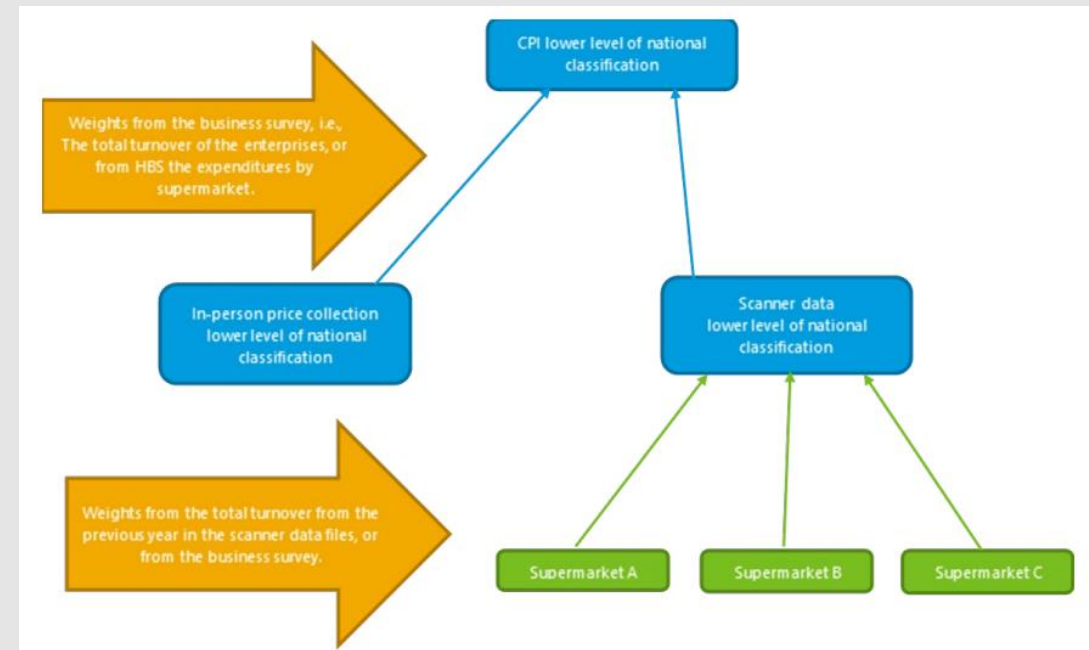 CPI lower level of national
classification
Weights from the business survey, i.e.,
The total turnover of the enterprises, or
from HBS the expenditures by
supermarket.
In-person price collection
lower level of national
classification
Scanner data
lower level of national
classification
Weights from the total turnover from the
previous year in the scanner data files, or
from the business survey.
Supermarket A
Supermarket B
Supermarket C